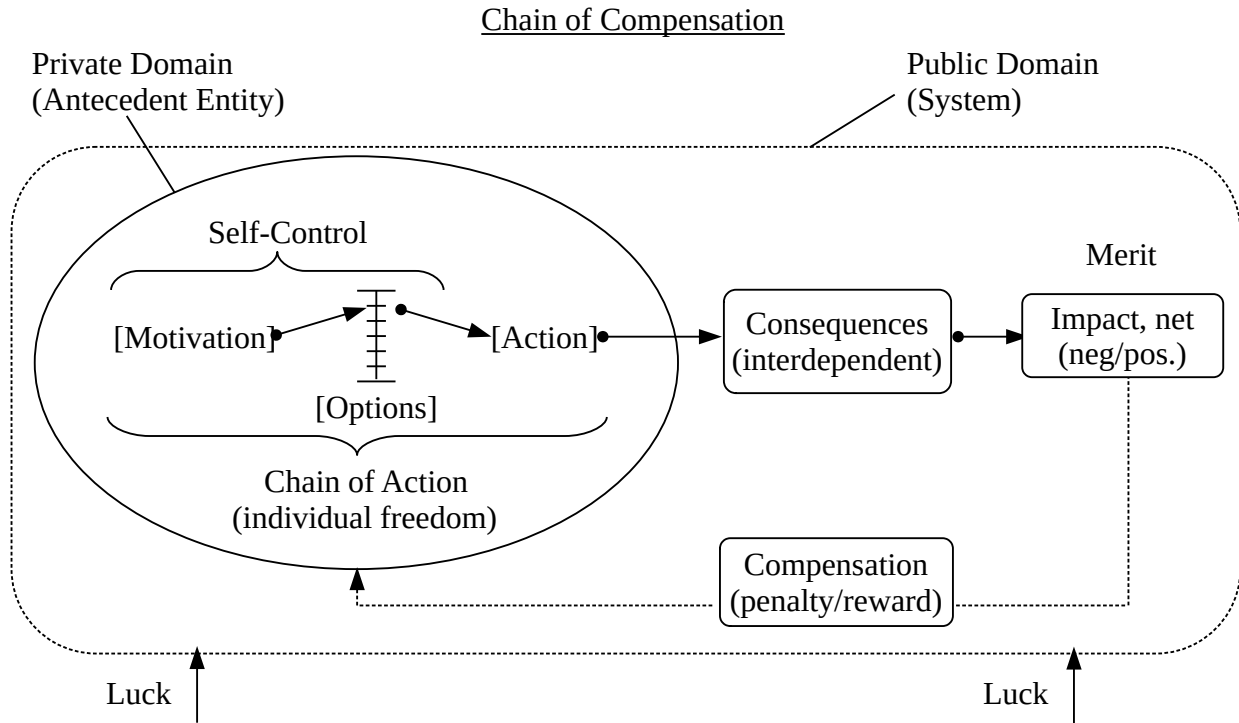 Chain of Compensation
Private Domain
(Antecedent Entity)
Public Domain
(System)
Self-Control
[Motivation]
[Options]
[Action]
Chain of Action
(individual freedom)
Consequences
(interdependent)
Merit
Impact, net
(neg/pos.)
Compensation
(penalty/reward)
Luck
Luck